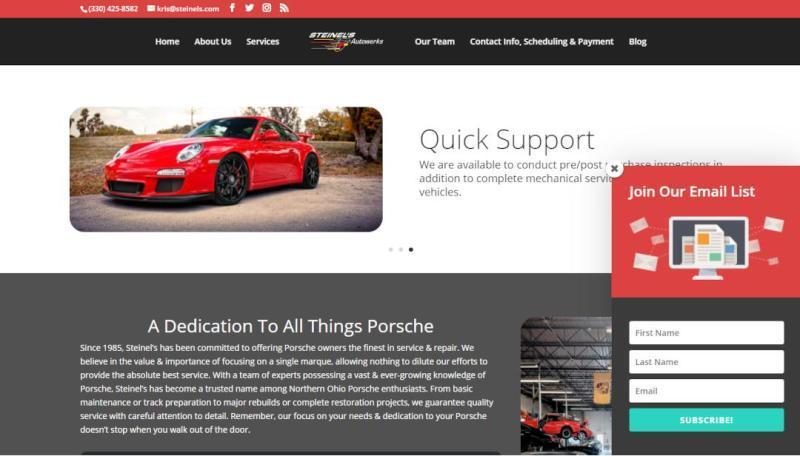 (330) 425-8582 kris@steinels.com
Home About Us Services STEINEL'S Autowerks Our Team Contact Info, Scheduling & Payment Blog
Quick Support
We are available to conduct pre/post purchase inspections in
addition to complete mechanical
vehicles.
Join Our Email List
First Name
Last Name
Email
SUBSCRIBE!
A Dedication To All Things Porsche
Since 1985, Steinel's has been committed to offering Porsche owners the finest in service & repair. We
believe in the value & importance of focusing on a single marque, allowing nothing to dilute our efforts to
provide the absolute best service. With a team of experts possessing a vast & ever-growing knowledge of
Porsche, Steinel's has become a trusted name among Northern Ohio Porsche enthusiasts. From basic
maintenance or track preparation to major rebuilds or complete restoration projects, we guarantee quality
service with careful attention to detail. Remember, our focus on your needs & dedication to your Porsche
doesn't stop when you walk out of the door.